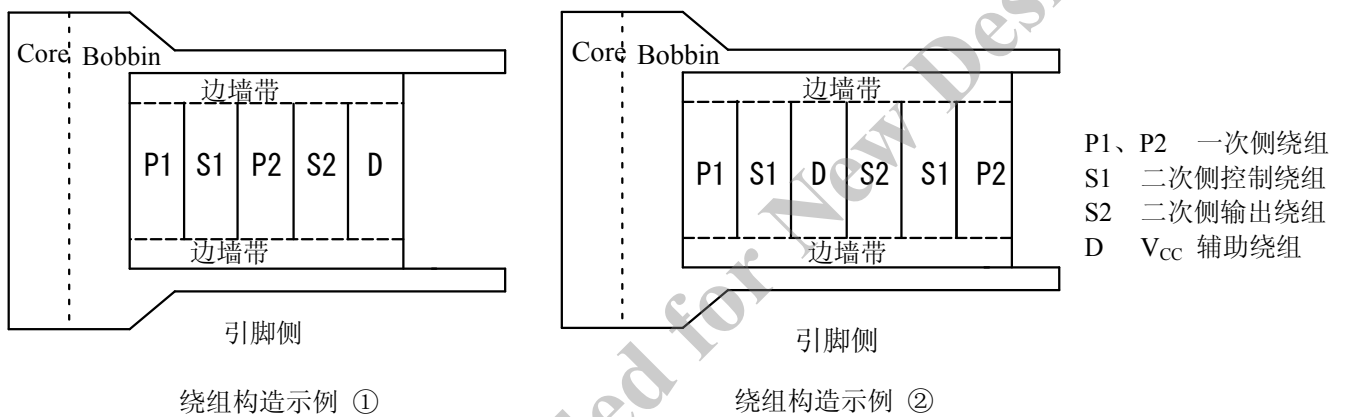 Core Bobbin
边墙带
P1 S1 P2 S2 D
边墙带
引脚侧
绕组构造示例 ①
Core Bobbin
边墙带
P1 S1 D S2 S1 P2
边墙带
引脚侧
绕组构造示例 ②
P1、P2 一次侧绕组
S1 二次侧控制绕组
S2 二次侧输出绕组
D VCC 辅助绕组
for New Des